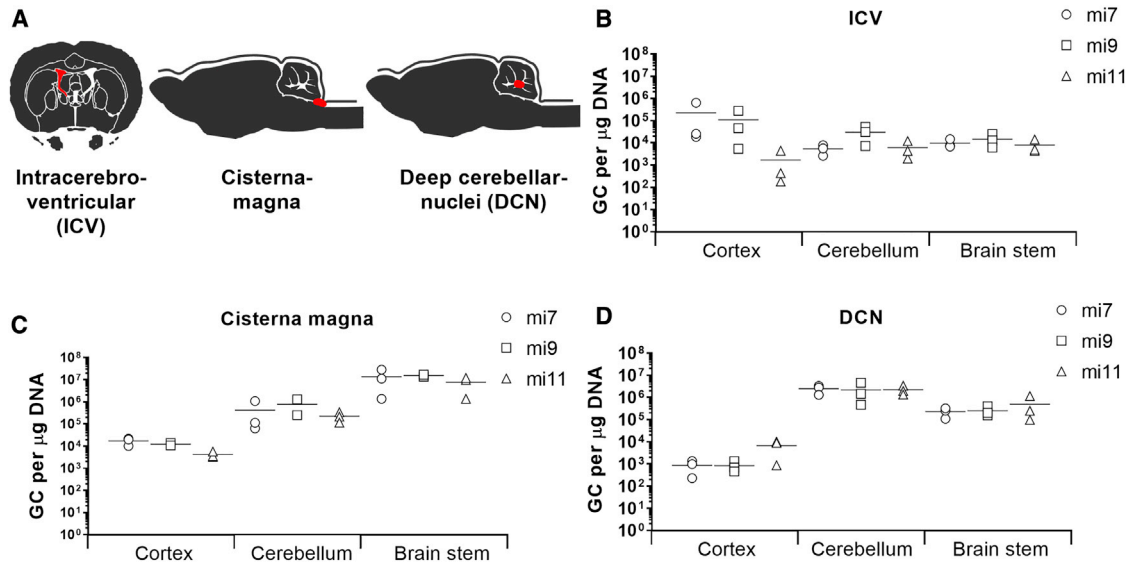 A
Intracerebro-
ventricular
(ICV)
Cisterna-
magna
Deep cerebellar-
nuclei (DCN)
B
ICV
mi7
mi9
mi11
GC per μg DNA
10⁸
10⁷
10⁶
10⁵
10⁴
10³
10²
10¹
10⁰
Cortex
Cerebellum
Brain stem
C
Cisterna magna
mi7
mi9
mi11
GC per μg DNA
10⁸
10⁷
10⁶
10⁵
10⁴
10³
10²
10¹
10⁰
Cortex
Cerebellum
Brain stem
D
DCN
mi7
mi9
mi11
GC per μg DNA
10⁸
10⁷
10⁶
10⁵
10⁴
10³
10²
10¹
10⁰
Cortex
Cerebellum
Brain stem